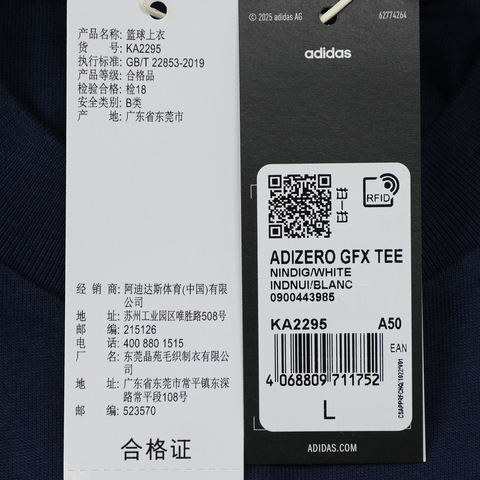 产品名称: 篮球上衣
货 号: KA2295
执行标准: GB/T 22853-2019
产品等级: 合格品
检验合格: 检18
安全类别: B类
产 地: 广东省东莞市
经 销 商: 阿迪达斯体育(中国)有限
公司
地 址: 苏州工业园区唯胜路508号
邮 编: 215126
电 话: 400 880 1515
厂 名: 东莞晶苑毛织制衣有限公
司
地 址: 广东省东莞市常平镇东深
路常平段108号
邮 编: 523570
合格证
© 2025 adidas AG
62774264
adidas
RFID
ADIZERO GFX TEE
NINDIG/WHITE
INDNUI/BLANC
0900443985
KA2295 A50
EAN
4 068809 711752
L
ADIDAS.COM